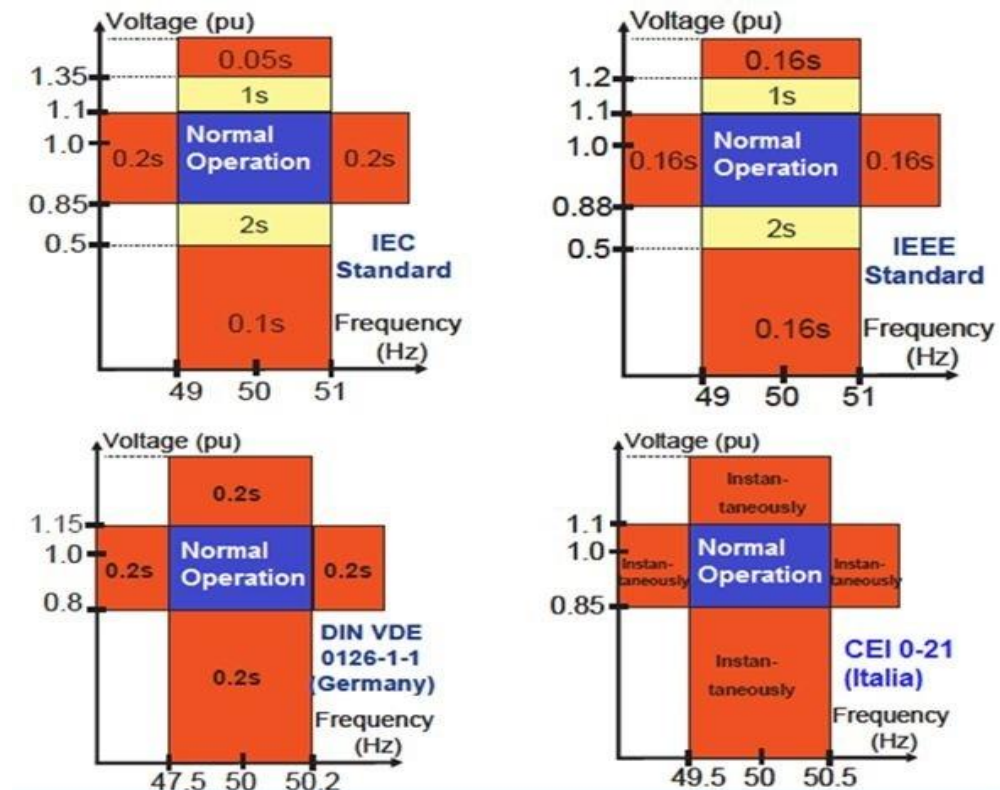 Voltage (pu)
0.05s
1.35
1s
1.1
Normal
1.0
Operation
0.2s
0.2s
0.85
2s
0.5
IEC
Standard
0.1s
Frequency
(Hz)
49 50 51
Voltage (pu)
0.16s
1.2
1s
1.1
Normal
1.0
Operation
0.16s
0.16s
0.88
2s
0.5
IEEE
Standard
0.16s
Frequency
(Hz)
49 50 51
Voltage (pu)
0.2s
1.15
Normal
1.0
Operation
0.2s
0.2s
0.8
DIN VDE
0126-1-1
(Germany)
0.2s
Frequency
(Hz)
47.5 50 50.2
Voltage (pu)
Instan-
taneously
1.1
Normal
1.0
Operation
Instan-
taneously
Instan-
taneously
0.85
CEI 0-21
(Italia)
Instan-
taneously
Frequency
(Hz)
49.5 50 50.5